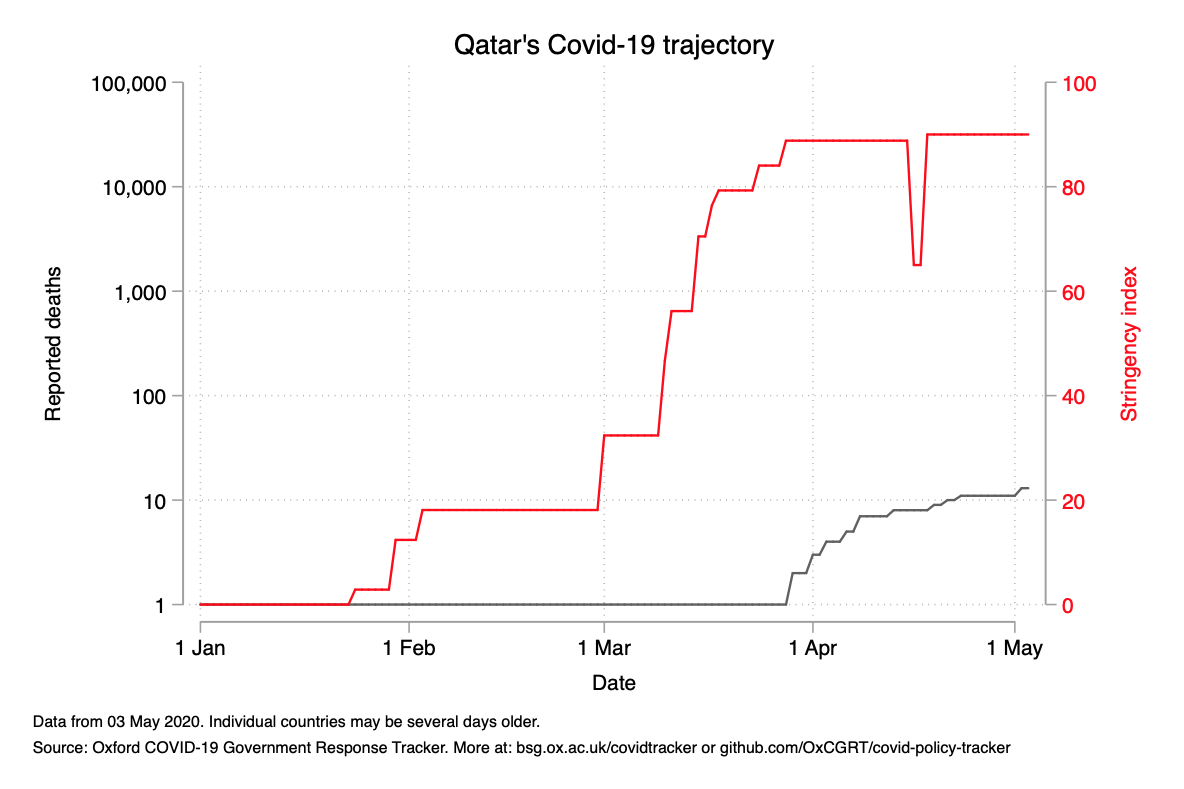 Qatar's Covid-19 trajectory
100,000
10,000
1,000
100
10
1
Reported deaths
100
80
60
40
20
0
Stringency index
1 Jan
1 Feb
1 Mar
1 Apr
1 May
Date
Data from 03 May 2020. Individual countries may be several days older.
Source: Oxford COVID-19 Government Response Tracker. More at: bsg.ox.ac.uk/covidtracker or github.com/OxCGRT/covid-policy-tracker